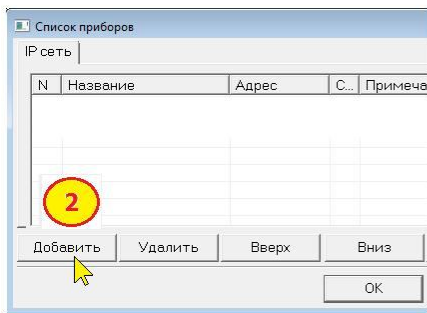 Список приборов
IP сеть
N Название Адрес С... Примеча
2
Добавить Удалить Вверх Вниз
OK